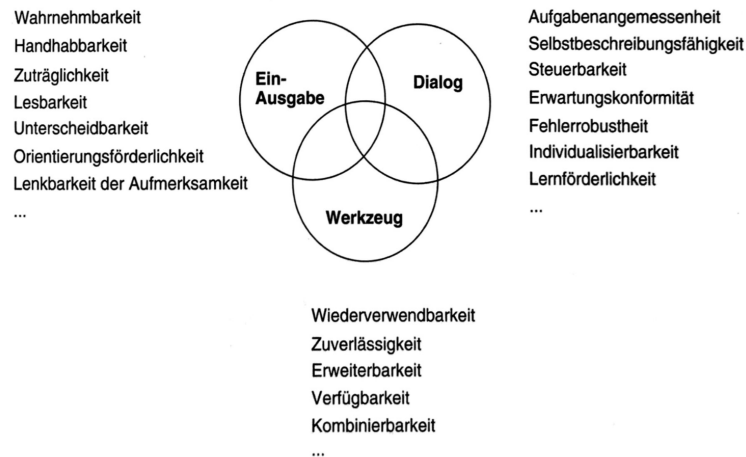 Wahrnehmbarkeit
Handhabbarkeit
Zuträglichkeit
Lesbarkeit
Unterscheidbarkeit
Orientierungsförderlichkeit
Lenkbarkeit der Aufmerksamkeit
...
Ein-
Ausgabe
Dialog
Werkzeug
Aufgabenangemessenheit
Selbstbeschreibungsfähigkeit
Steuerbarkeit
Erwartungskonformität
Fehlerrobustheit
Individualisierbarkeit
Lernförderlichkeit
...
Wiederverwendbarkeit
Zuverlässigkeit
Erweiterbarkeit
Verfügbarkeit
Kombinierbarkeit
...